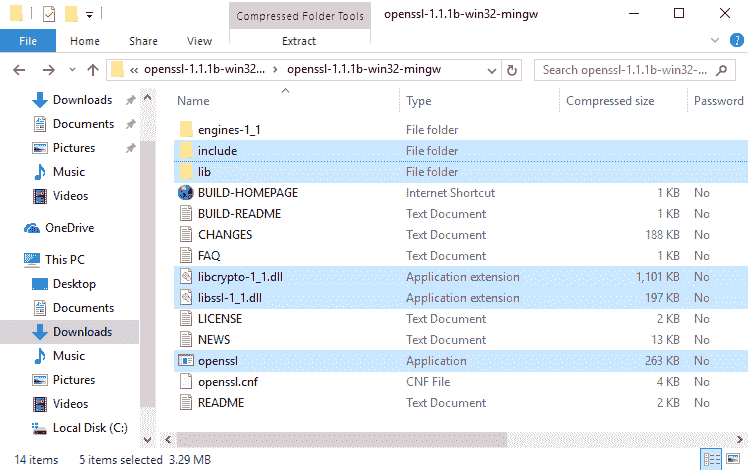 Compressed Folder Tools openssl-1.1.1b-win32-mingw
File Home Share View Extract
« openssl-1.1.1b-win32... > openssl-1.1.1b-win32-mingw Search openssl-1.1.1b-win32-...
Name Type Compressed size Password
Downloads
Documents
Pictures
Music
Videos
OneDrive
This PC
Desktop
Documents
Downloads
Music
Pictures
Videos
Local Disk (C:)
engines-1_1 File folder
include File folder
lib File folder
BUILD-HOMEPAGE Internet Shortcut 1 KB No
BUILD-README Text Document 1 KB No
CHANGES Text Document 188 KB No
FAQ Text Document 1 KB No
libcrypto-1_1.dll Application extension 1,101 KB No
libssl-1_1.dll Application extension 197 KB No
LICENSE Text Document 2 KB No
NEWS Text Document 13 KB No
openssl Application 263 KB No
openssl.cnf CNF File 4 KB No
README Text Document 2 KB No
14 items 5 items selected 3.29 MB